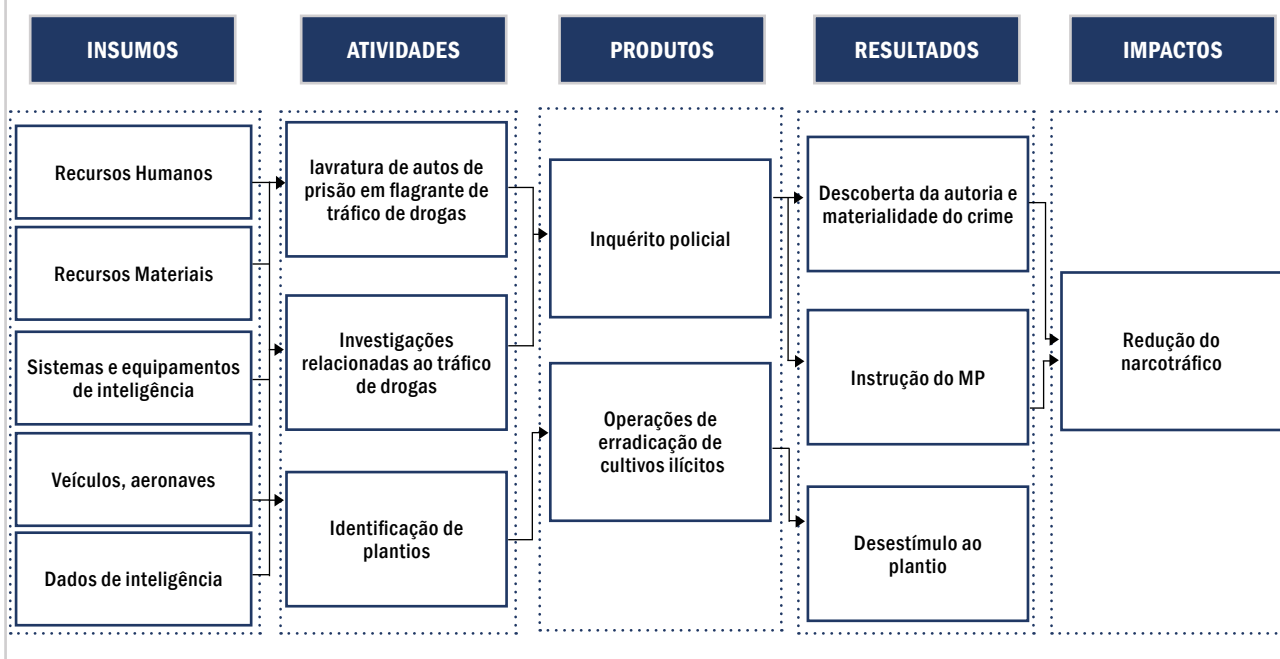 INSUMOS
ATIVIDADES
PRODUTOS
RESULTADOS
IMPACTOS
Recursos Humanos
Recursos Materiais
Sistemas e equipamentos
de inteligência
Veículos, aeronaves
Dados de inteligência
lavratura de autos de
prisão em flagrante de
tráfico de drogas
Investigações
relacionadas ao tráfico
de drogas
Identificação de
plantios
Inquérito policial
Operações de
erradicação de
cultivos ilícitos
Descoberta da autoria e
materialidade do crime
Instrução do MP
Desestímulo ao
plantio
Redução do
narcotráfico